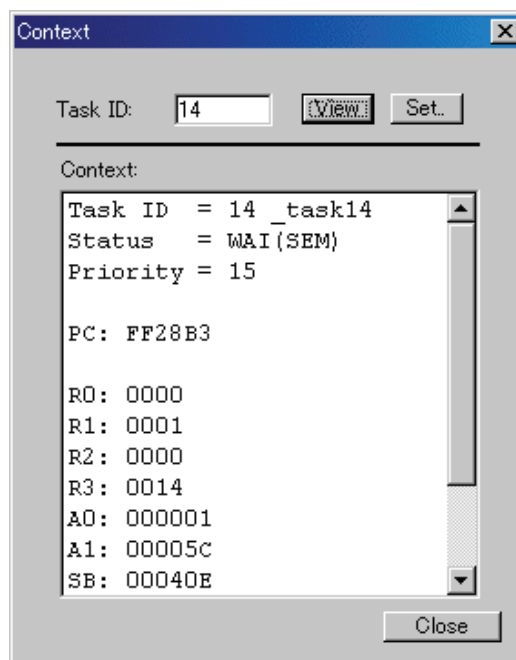 Context
Task ID: 14 View Set..
Context:
Task ID = 14 _task14
Status = WAI(SEM)
Priority = 15
PC: FF28B3
R0: 0000
R1: 0001
R2: 0000
R3: 0014
A0: 000001
A1: 00005C
SB: 00040E
Close